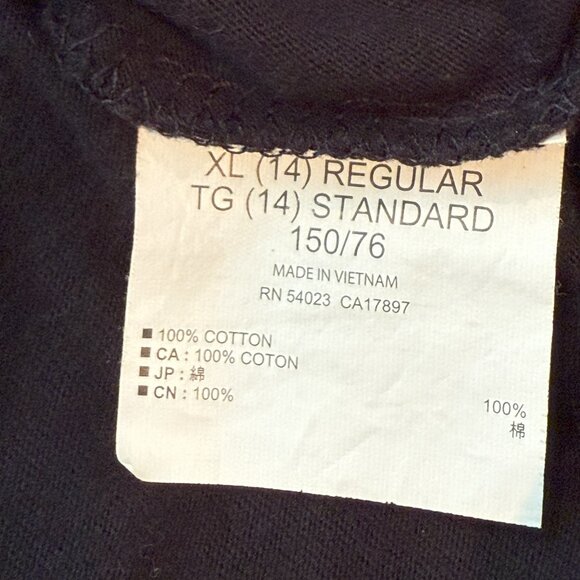 XL (14) REGULAR
TG (14) STANDARD
150/76
MADE IN VIETNAM
RN 54023 CA17897
100% COTTON
CA : 100% COTON
JP : 綿
CN : 100%
100%
棉